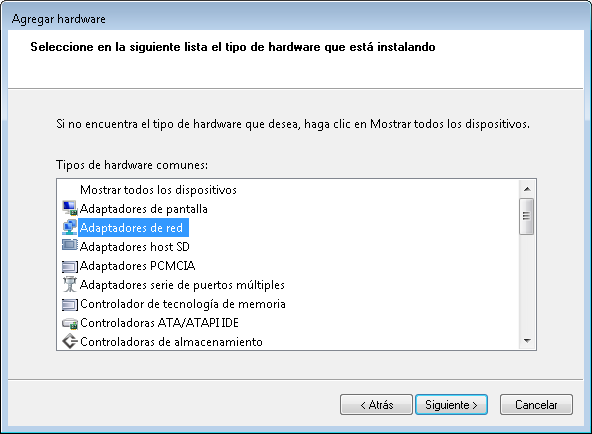 Agregar hardware
Seleccione en la siguiente lista el tipo de hardware que está instalando
Si no encuentra el tipo de hardware que desea, haga clic en Mostrar todos los dispositivos.
Tipos de hardware comunes:
Mostrar todos los dispositivos
Adaptadores de pantalla
Adaptadores de red
Adaptadores host SD
Adaptadores PCMCIA
Adaptadores serie de puertos múltiples
Controlador de tecnología de memoria
Controladoras ATA/ATAPI IDE
Controladoras de almacenamiento
< Atrás
Siguiente >
Cancelar